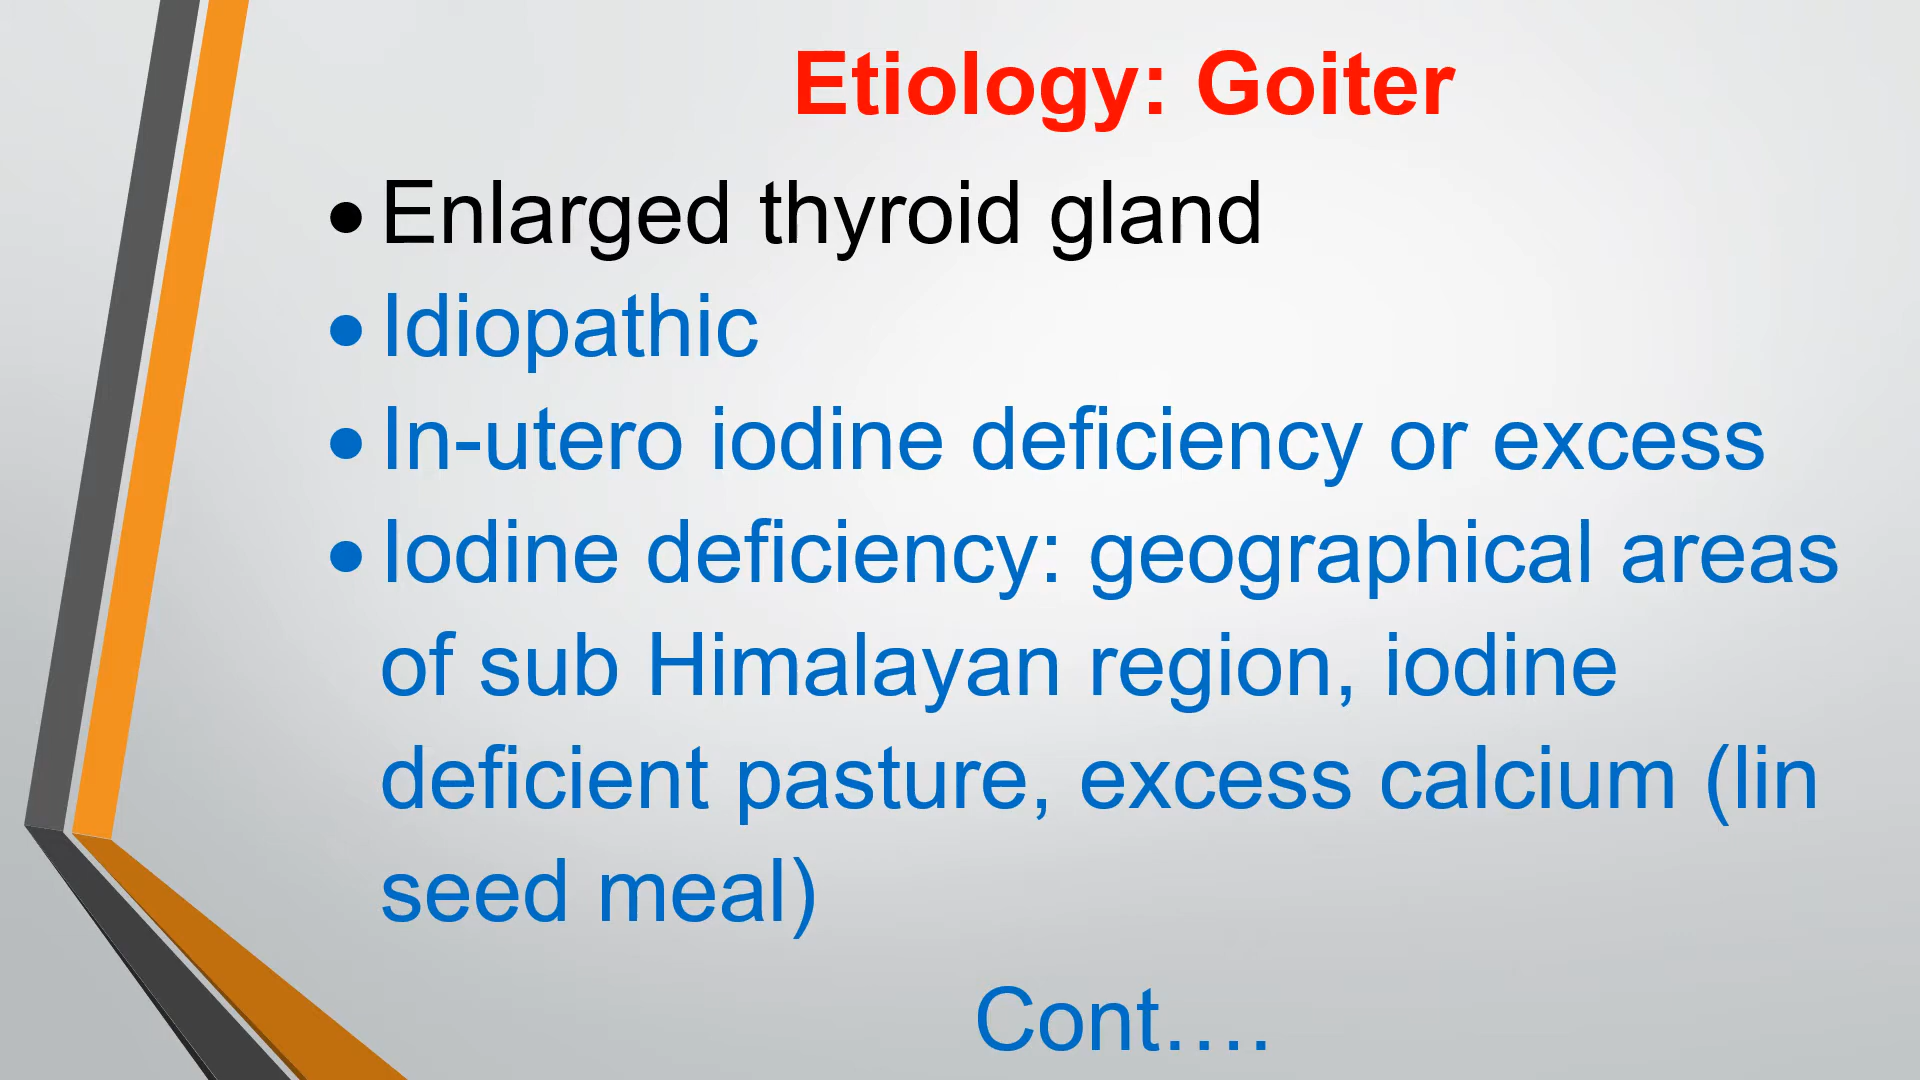 Etiology: Goiter
• Enlarged thyroid gland
• Idiopathic
• In-utero iodine deficiency or excess
• Iodine deficiency: geographical areas
of sub Himalayan region, iodine
deficient pasture, excess calcium (lin
seed meal)
Cont….